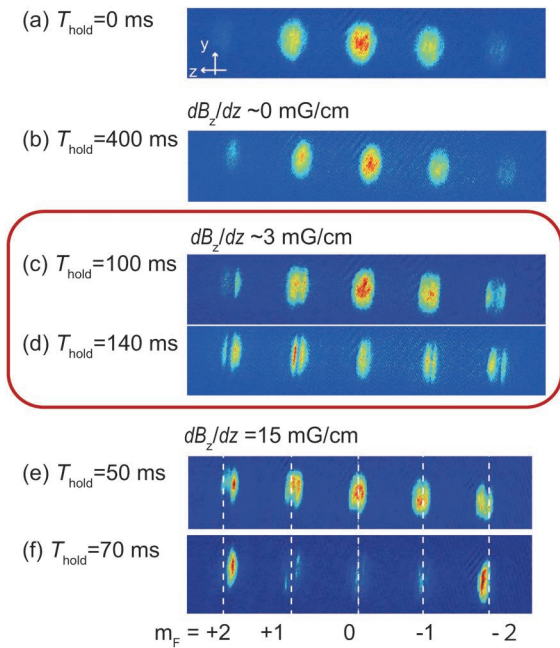 (a) T_hold=0 ms
y
z
dB_z/dz ~0 mG/cm
(b) T_hold=400 ms
dB_z/dz ~3 mG/cm
(c) T_hold=100 ms
(d) T_hold=140 ms
dB_z/dz =15 mG/cm
(e) T_hold=50 ms
(f) T_hold=70 ms
m_F = +2 +1 0 -1 -2